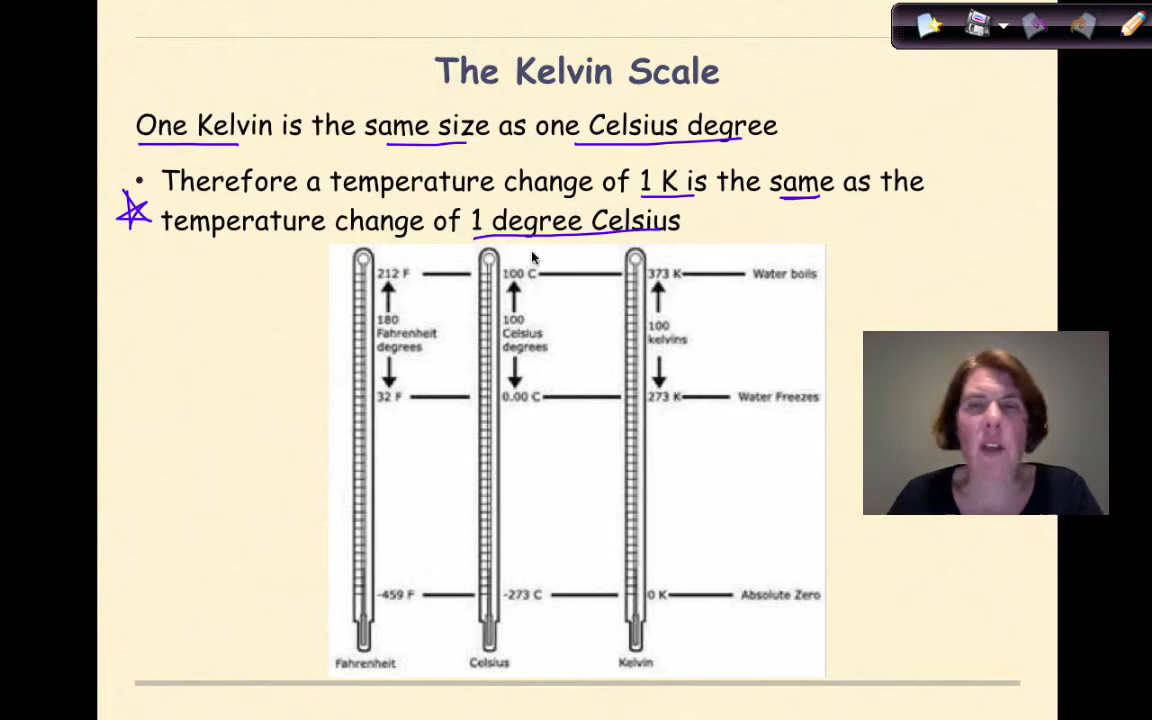 The Kelvin Scale
One Kelvin is the same size as one Celsius degree
• Therefore a temperature change of 1 K is the same as the
temperature change of 1 degree Celsius
212 F 100 C 373 K Water boils
180 Fahrenheit degrees
100 Celsius degrees
100 kelvins
32 F 0.00 C 273 K Water Freezes
-459 F -273 C 0 K Absolute Zero
Fahrenheit Celsius Kelvin